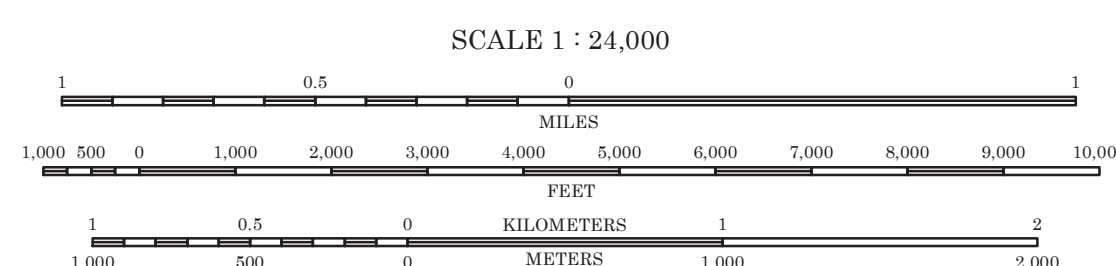 SCALE 1 : 24,000
1 0.5 0 1
MILES
1,000 500 0 1,000 2,000 3,000 4,000 5,000 6,000 7,000 8,000 9,000 10,00
FEET
1 0.5 0 KILOMETERS 1 2
1 000 500 0 METERS 1 000 2 000